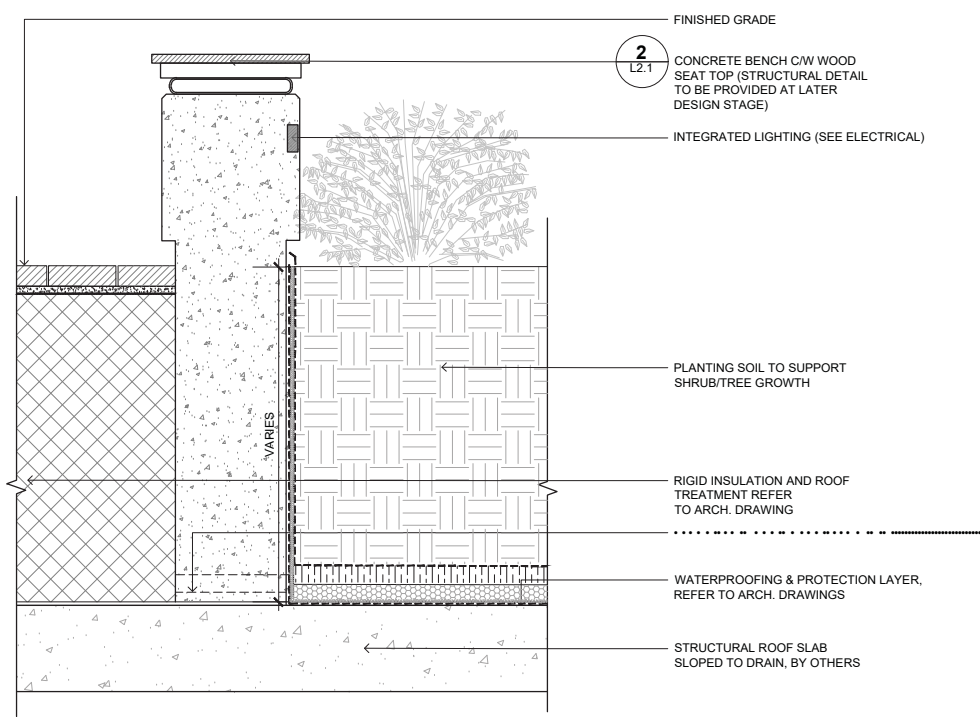 FINISHED GRADE
2
L2.1
CONCRETE BENCH C/W WOOD
SEAT TOP (STRUCTURAL DETAIL
TO BE PROVIDED AT LATER
DESIGN STAGE)
INTEGRATED LIGHTING (SEE ELECTRICAL)
PLANTING SOIL TO SUPPORT
SHRUB/TREE GROWTH
VARIES
RIGID INSULATION AND ROOF
TREATMENT REFER
TO ARCH. DRAWING
WATERPROOFING & PROTECTION LAYER,
REFER TO ARCH. DRAWINGS
STRUCTURAL ROOF SLAB
SLOPED TO DRAIN, BY OTHERS